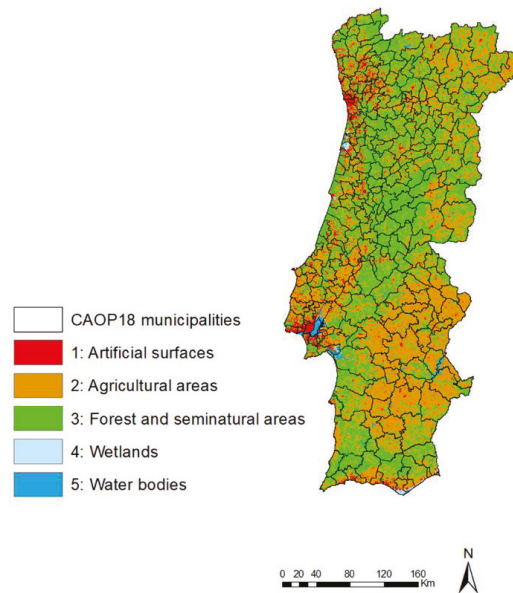 CAOP18 municipalities
1: Artificial surfaces
2: Agricultural areas
3: Forest and seminatural areas
4: Wetlands
5: Water bodies
N
0 10 20 40 80 120 160
Km